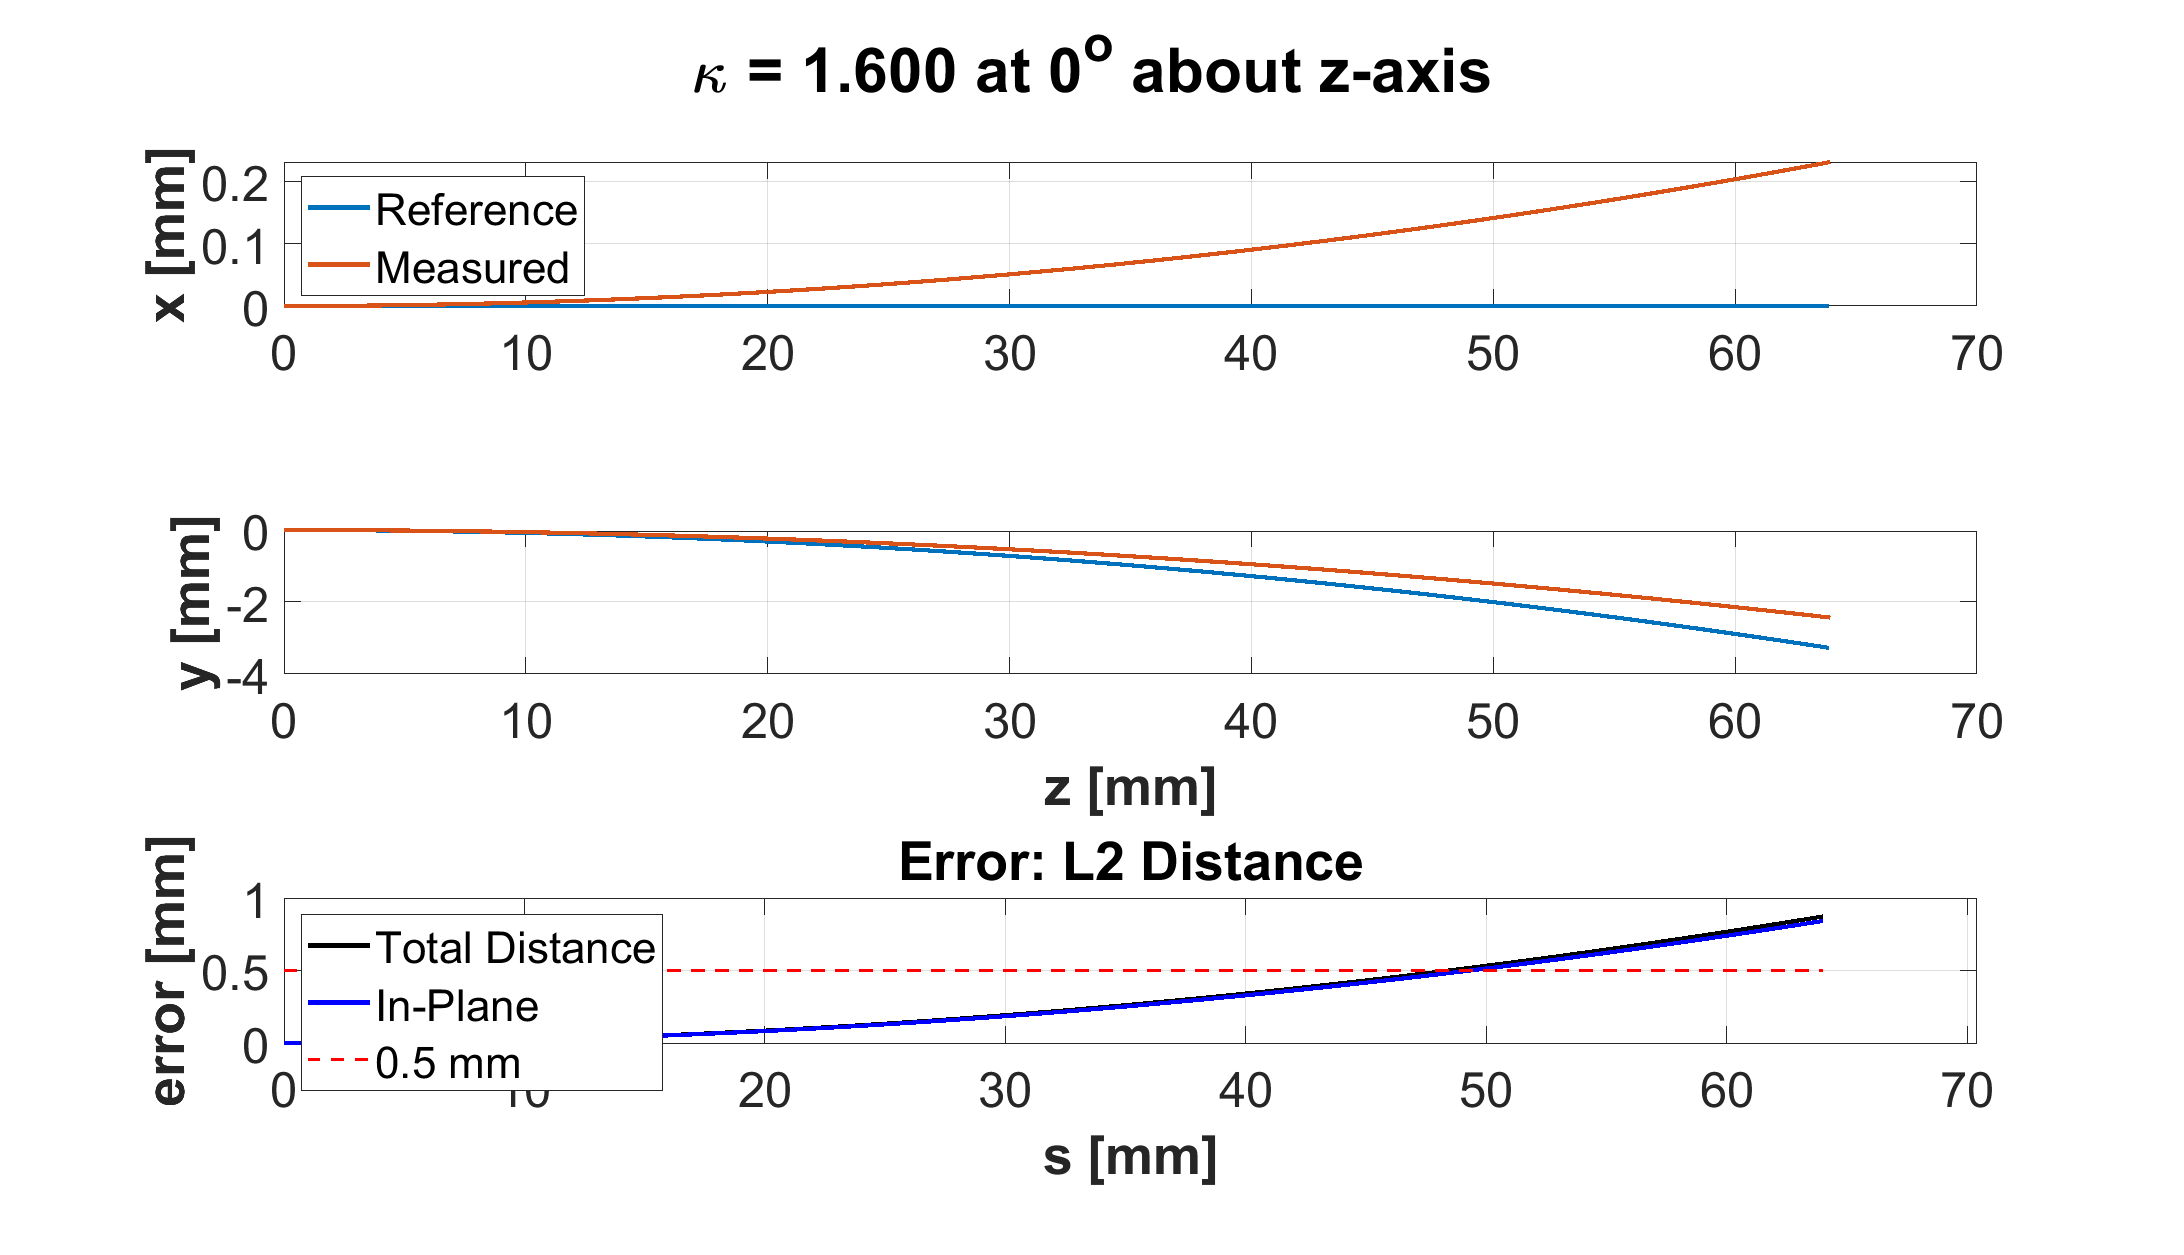 κ = 1.600 at 0° about z-axis
x [mm]
0.2
0.1
0
Reference
Measured
0 10 20 30 40 50 60 70
y [mm]
0
-2
-4
0 10 20 30 40 50 60 70
z [mm]
Error: L2 Distance
error [mm]
1
0.5
0
Total Distance
In-Plane
0.5 mm
0 10 20 30 40 50 60 70
s [mm]